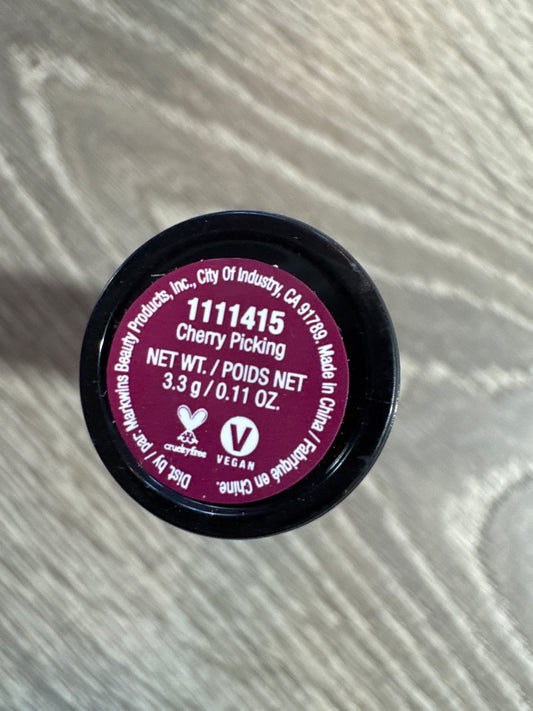 Dist. by / par: Markwins Beauty Products, Inc., City Of Industry, CA 91789. Made in China / Fabriqué en Chine.
1111415
Cherry Picking
NET WT. / POIDS NET
3.3 g / 0.11 OZ.
crueltyfree
V
VEGAN